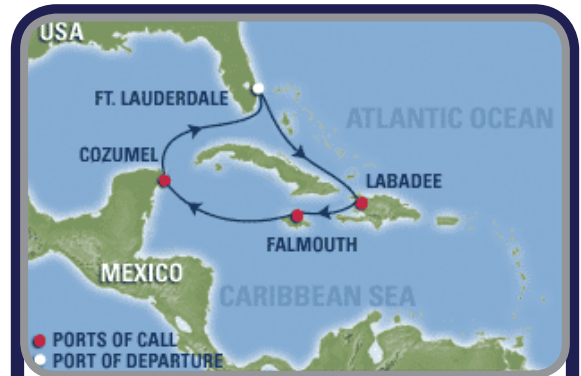 USA
FT. LAUDERDALE
ATLANTIC OCEAN
COZUMEL
LABADEE
FALMOUTH
MEXICO
CARIBBEAN SEA
PORTS OF CALL
PORT OF DEPARTURE